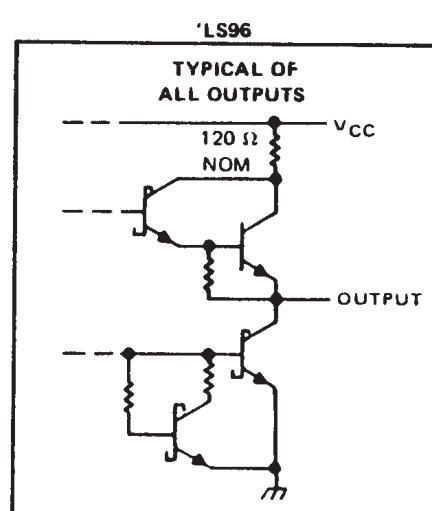 'LS96
TYPICAL OF
ALL OUTPUTS
VCC
120 Ω
NOM
OUTPUT